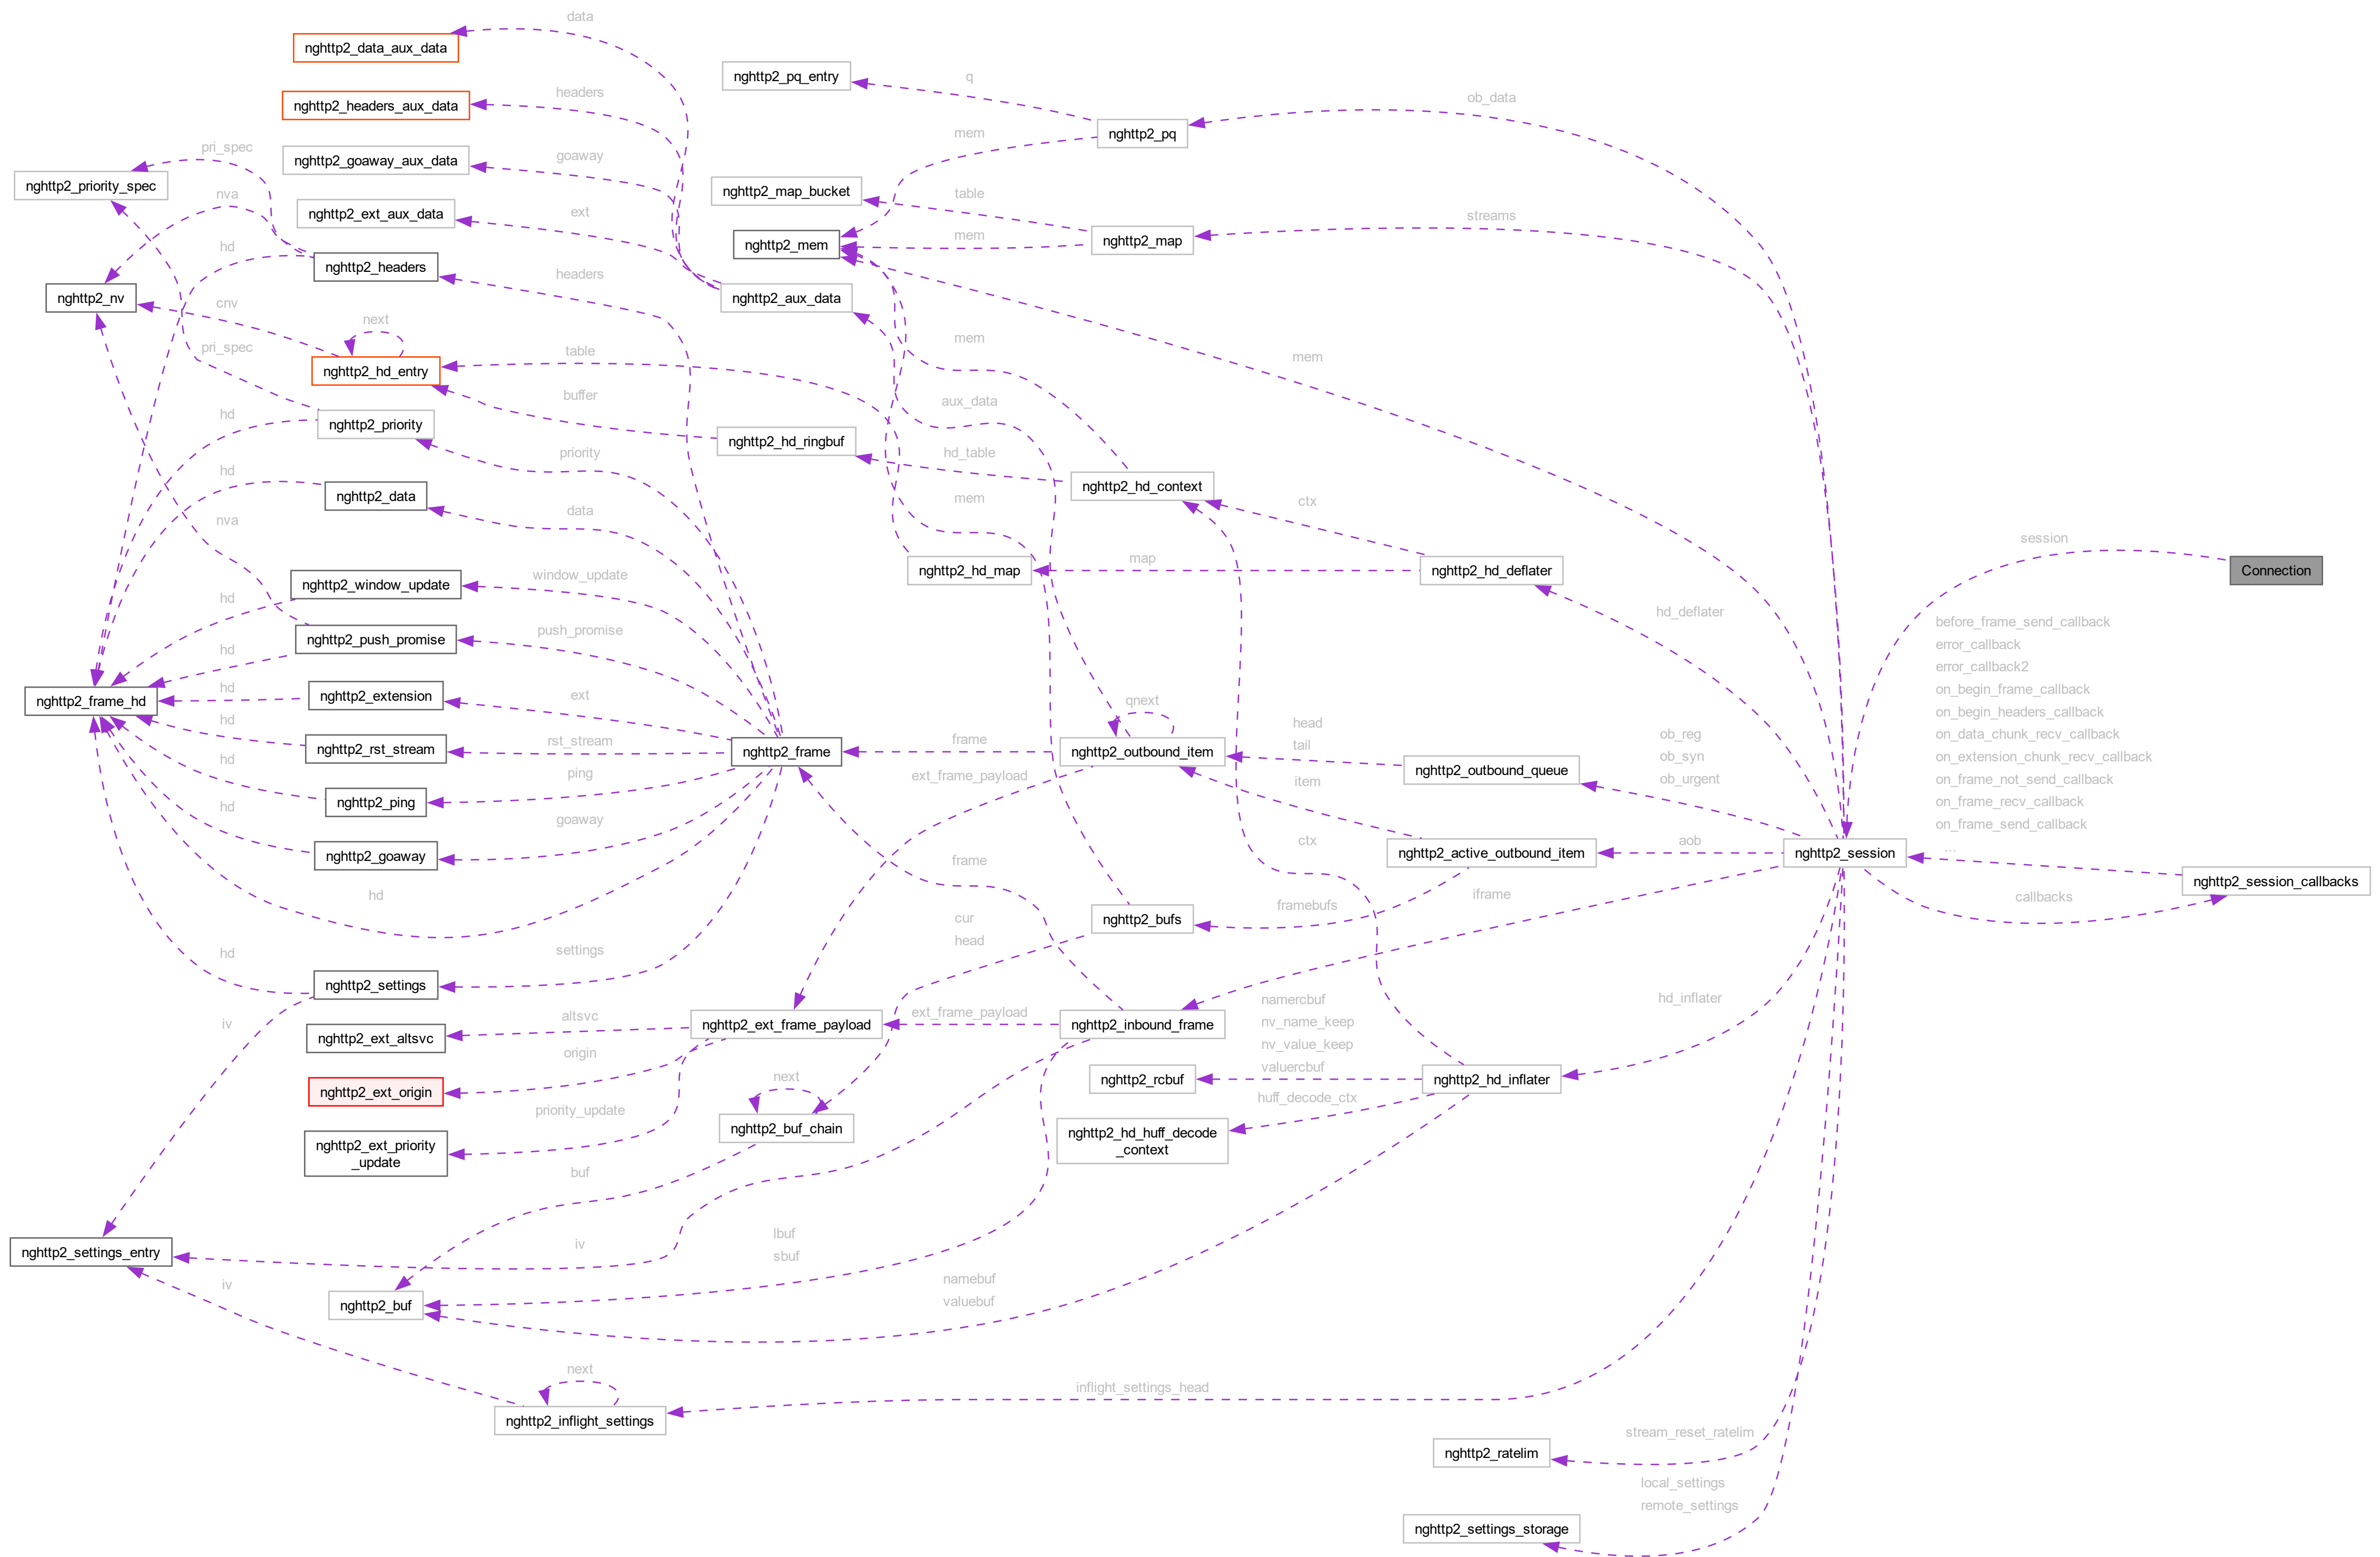 data
nghttp2_data_aux_data
nghttp2_pq_entry
q
ob_data
headers
nghttp2_headers_aux_data
mem
nghttp2_pq
pri_spec
goaway
nghttp2_goaway_aux_data
nghttp2_priority_spec
nva
nghttp2_map_bucket
table
nghttp2_ext_aux_data
ext
streams
mem
nghttp2_map
nghttp2_mem
hd
nghttp2_headers
headers
nghttp2_nv
nghttp2_aux_data
cnv
next
mem
pri_spec
table
mem
nghttp2_hd_entry
buffer
aux_data
hd
nghttp2_priority
nghttp2_hd_ringbuf
priority
hd_table
hd
nghttp2_data
nghttp2_hd_context
data
mem
ctx
nva
session
window_update
nghttp2_hd_map
map
nghttp2_hd_deflater
Connection
nghttp2_window_update
hd
hd_deflater
push_promise
nghttp2_push_promise
hd
before_frame_send_callback
error_callback
error_callback2
on_begin_frame_callback
on_begin_headers_callback
on_data_chunk_recv_callback
on_extension_chunk_recv_callback
on_frame_not_send_callback
on_frame_recv_callback
on_frame_send_callback
...
nghttp2_frame_hd
hd
nghttp2_extension
ext
qnext
hd
nghttp2_rst_stream
rst_stream
nghttp2_frame
frame
nghttp2_outbound_item
head
tail
nghttp2_outbound_queue
ob_reg
ob_syn
ob_urgent
hd
nghttp2_ping
ping
ext_frame_payload
item
hd
goaway
nghttp2_goaway
frame
ctx
nghttp2_active_outbound_item
aob
nghttp2_session
nghttp2_session_callbacks
callbacks
hd
iframe
framebufs
nghttp2_bufs
cur
head
hd
settings
nghttp2_settings
hd_inflater
iv
altsvc
nghttp2_ext_altsvc
nghttp2_ext_frame_payload
ext_frame_payload
nghttp2_inbound_frame
namercbuf
nv_name_keep
nv_value_keep
valuercbuf
origin
nghttp2_ext_origin
next
nghttp2_rcbuf
nghttp2_hd_inflater
priority_update
huff_decode_ctx
nghttp2_ext_priority
_update
nghttp2_buf_chain
nghttp2_hd_huff_decode
_context
buf
nghttp2_settings_entry
iv
lbuf
sbuf
iv
nghttp2_buf
namebuf
valuebuf
next
inflight_settings_head
nghttp2_inflight_settings
stream_reset_ratelim
nghttp2_ratelim
local_settings
remote_settings
nghttp2_settings_storage